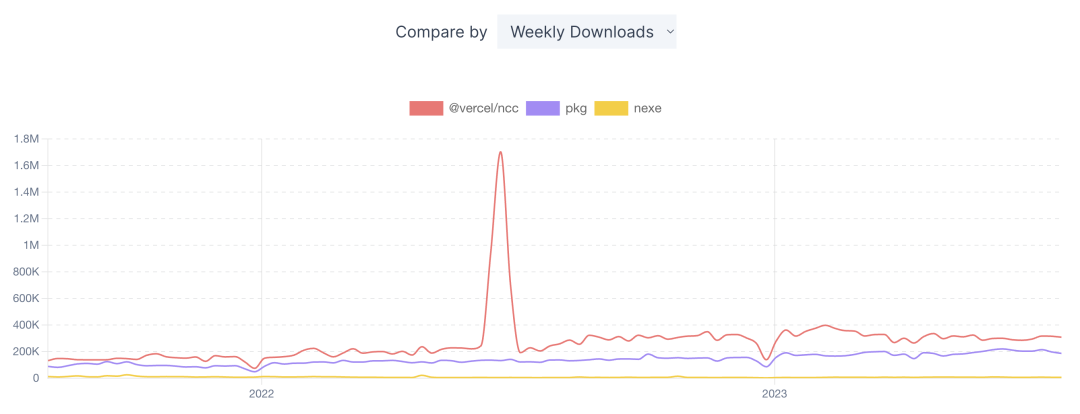 Compare by Weekly Downloads
@vercel/ncc pkg nexe
1.8M
1.6M
1.4M
1.2M
1M
800K
600K
400K
200K
0
2022 2023